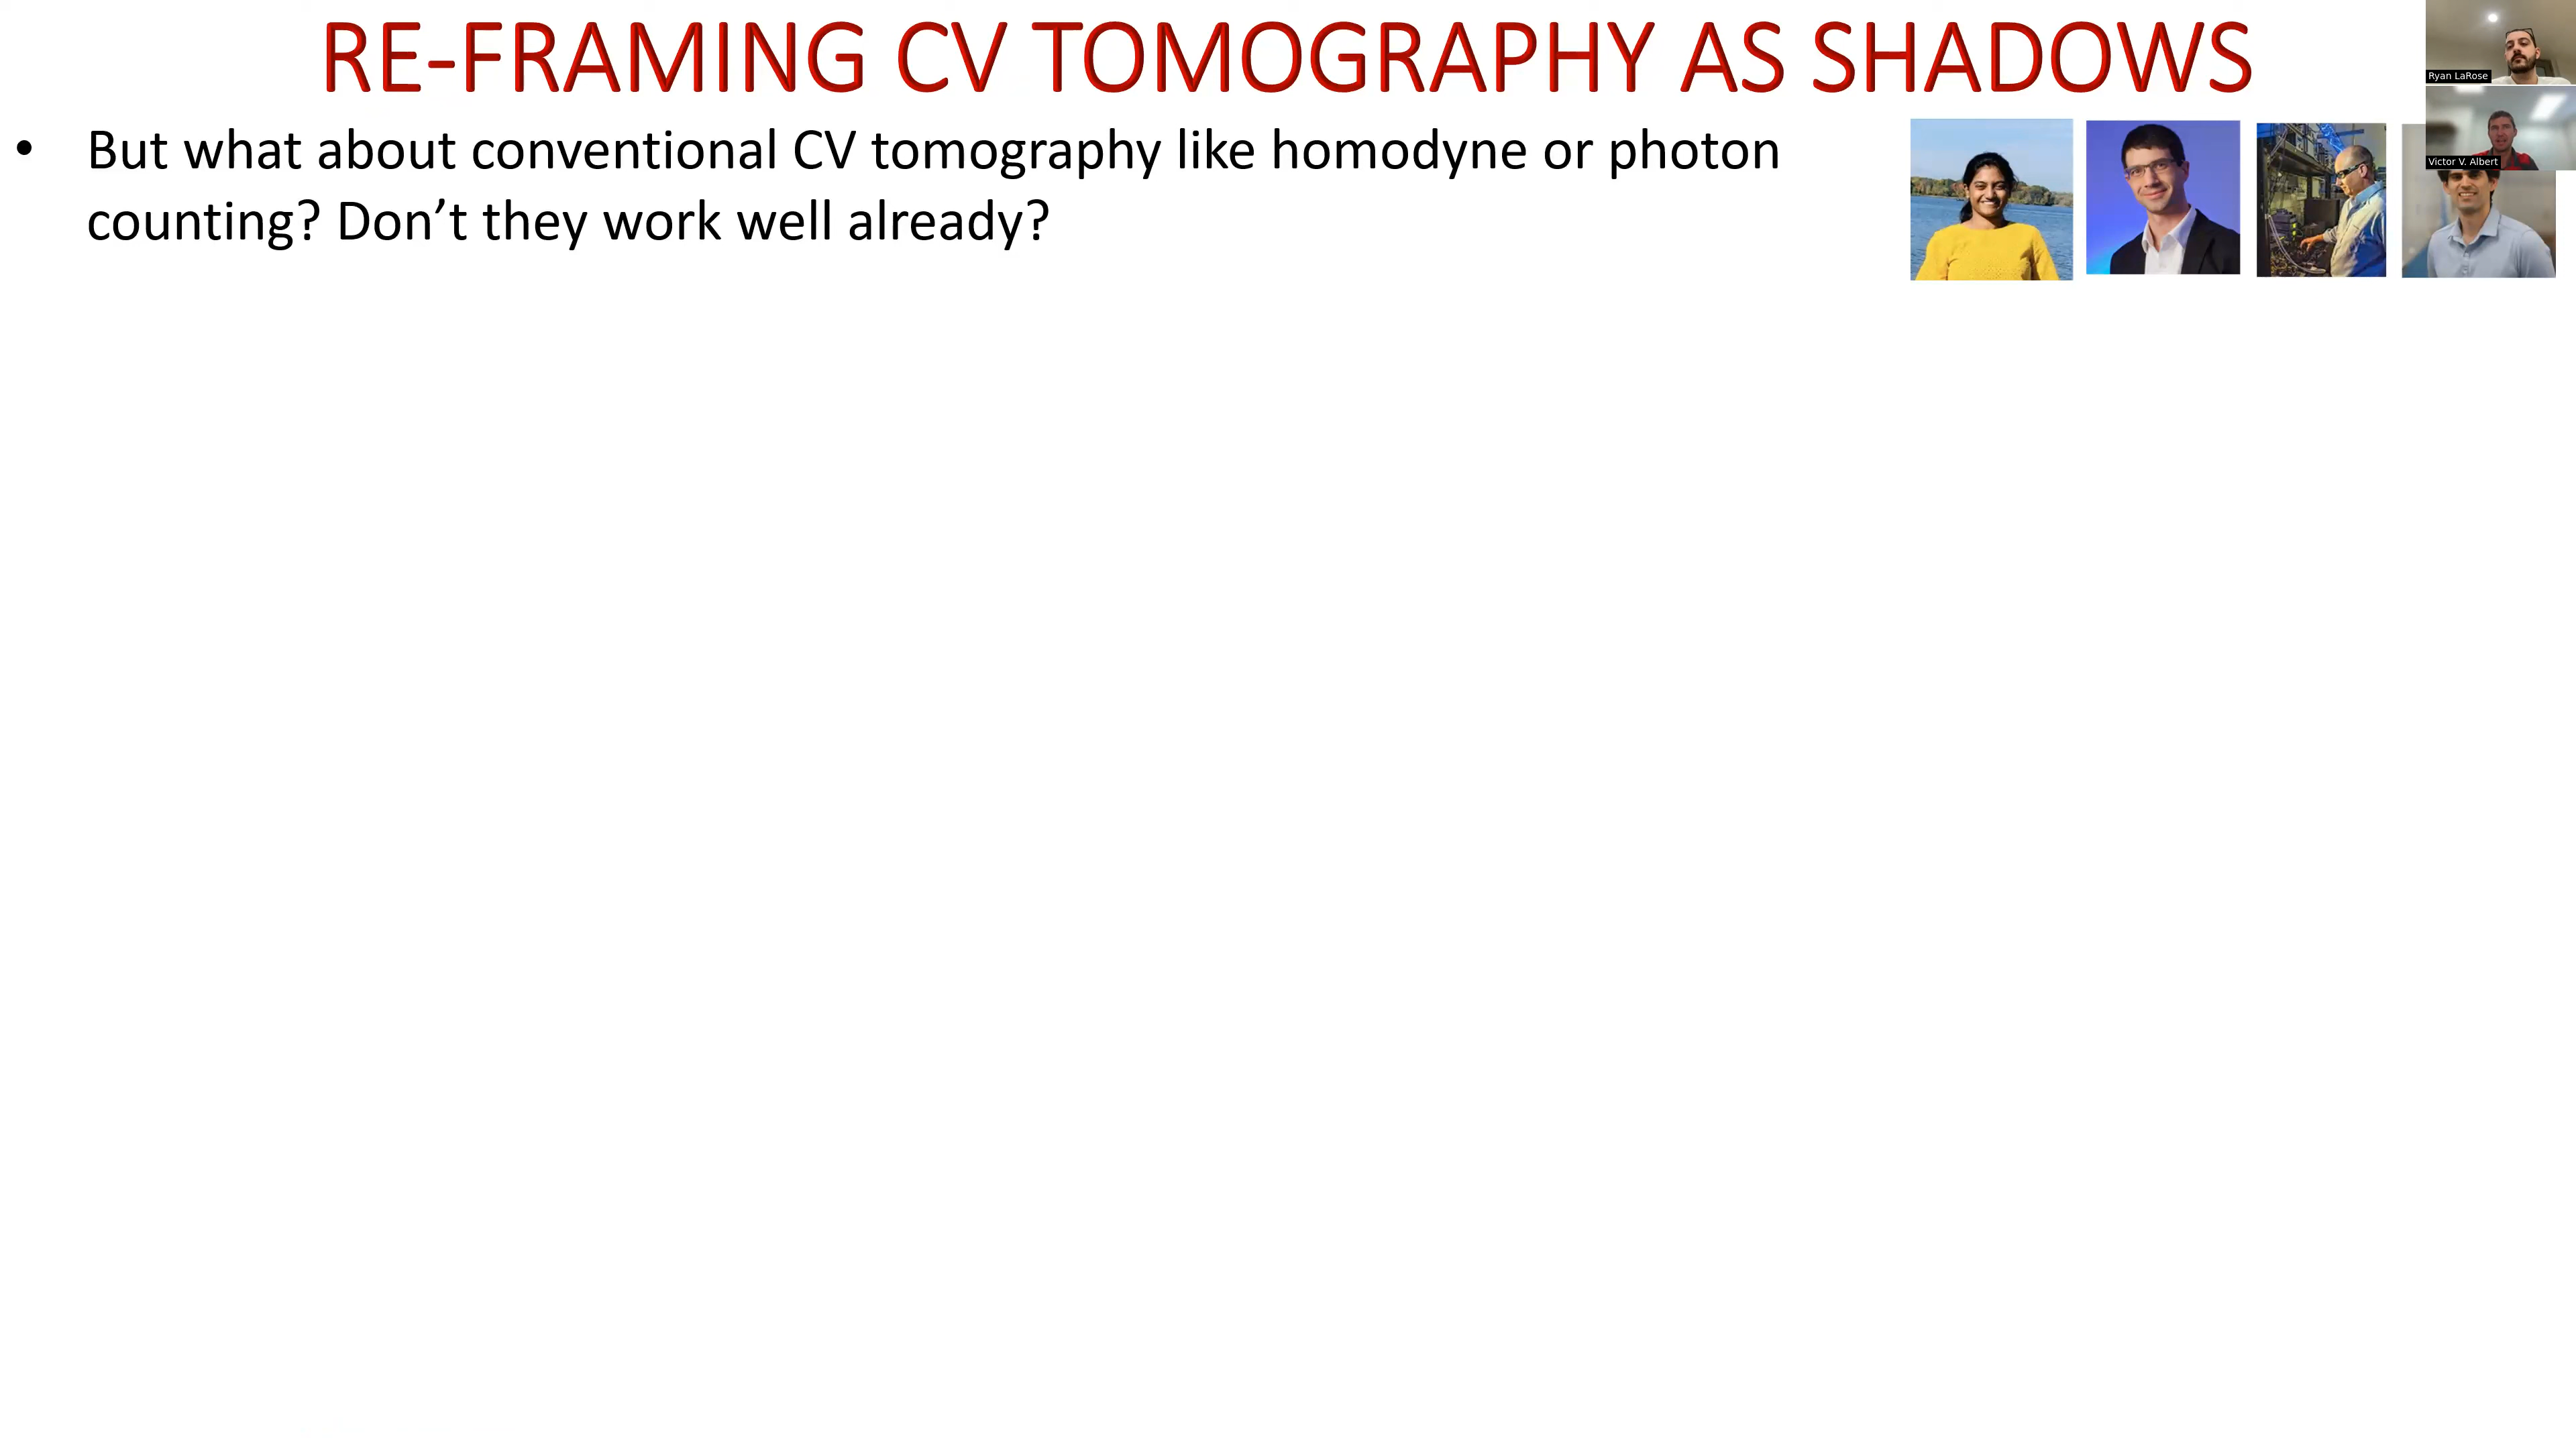 RE-FRAMING CV TOMOGRAPHY AS SHADOWS
Ryan LaRose
Victor V. Albert
• But what about conventional CV tomography like homodyne or photon
counting? Don’t they work well already?